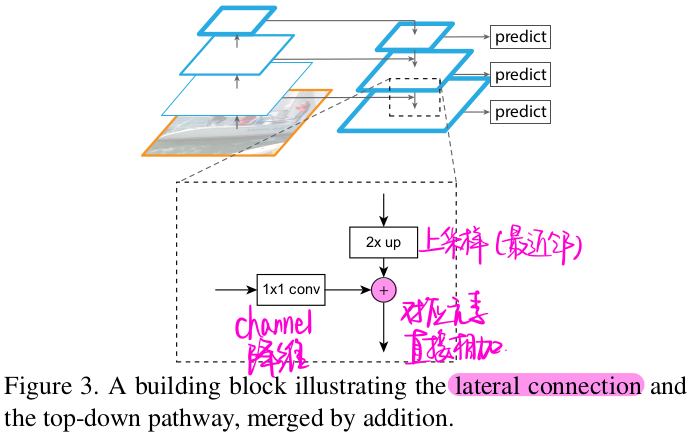 predict
predict
predict
2x up
上采样（最近邻）
1x1 conv
+
channel
降维
对应元素
直接相加.
Figure 3. A building block illustrating the lateral connection and
the top-down pathway, merged by addition.